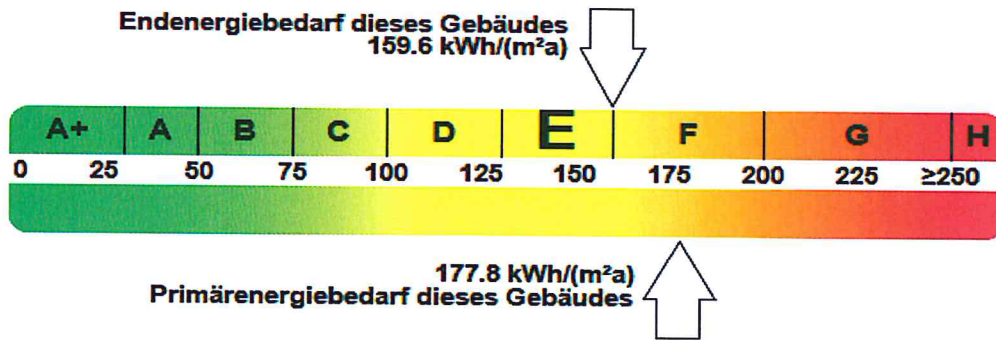 Endenergiebedarf dieses Gebäudes
159.6 kWh/(m²a)
A+ A B C D E F G H
0 25 50 75 100 125 150 175 200 225 ≥250
177.8 kWh/(m²a)
Primärenergiebedarf dieses Gebäudes